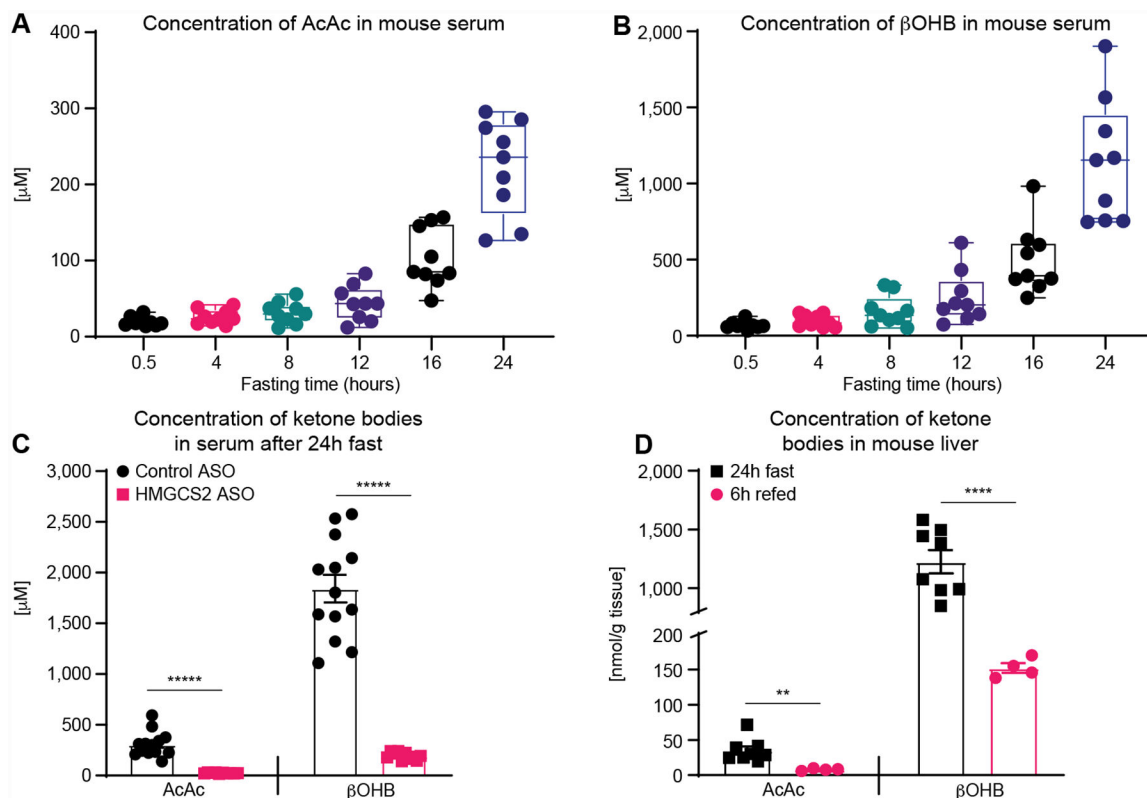 A
Concentration of AcAc in mouse serum
400
300
200
100
0
[μM]
0.5
4
8
12
16
24
Fasting time (hours)
B
Concentration of βOHB in mouse serum
2,000
1,500
1,000
500
0
[μM]
0.5
4
8
12
16
24
Fasting time (hours)
C
Concentration of ketone bodies
in serum after 24h fast
3,000
2,500
2,000
1,500
1,000
500
0
[μM]
Control ASO
HMGCS2 ASO
*****
*****
AcAc
βOHB
D
Concentration of ketone
bodies in mouse liver
2,000
1,500
1,000
200
150
100
50
0
[nmol/g tissue]
24h fast
6h refed
**
****
AcAc
βOHB